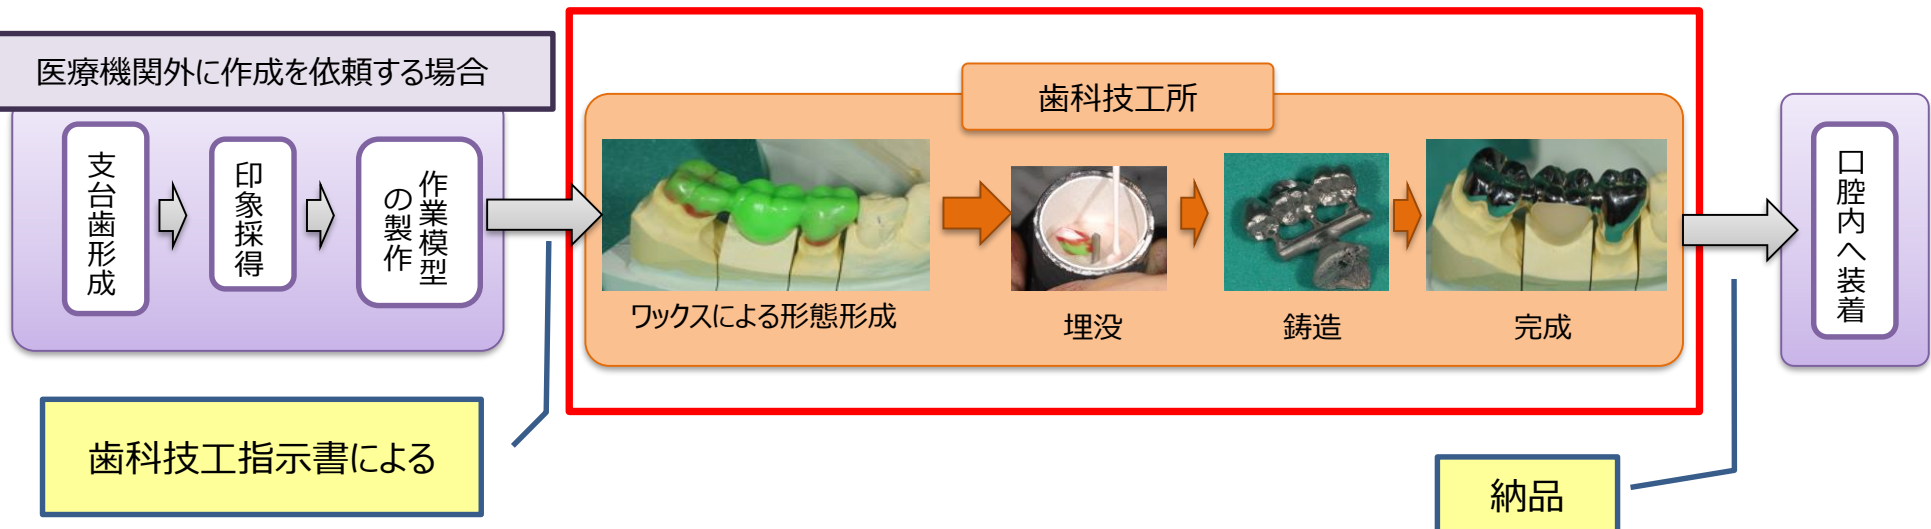 医療機関外に作成を依頼する場合
支台歯形成
印象採得
作業模型
の製作
歯科技工所
ワックスによる形態形成
埋没
鋳造
完成
口腔内へ装着
歯科技工指示書による
納品